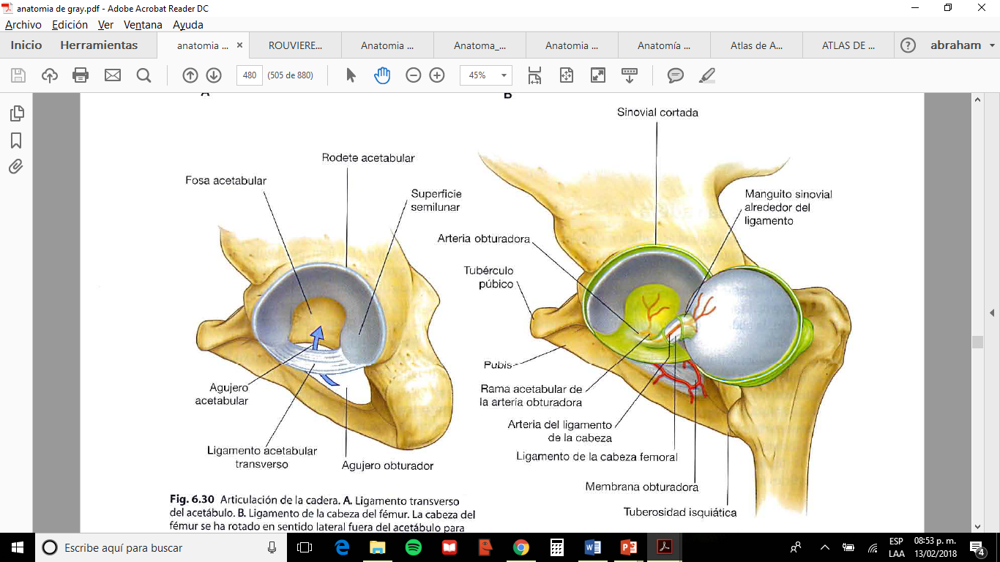 anatomia de gray.pdf - Adobe Acrobat Reader DC
Archivo Edición Ver Ventana Ayuda
Inicio Herramientas anatomia ... × ROUVIERE... Anatomia ... Anatoma_... Anatomia ... Anatomía ... Atlas de A... ATLAS DE ... ? abraham
480 (505 de 880) 45%
A B
Sinovial cortada
Rodete acetabular
Fosa acetabular
Superficie
semilunar
Agujero
acetabular
Ligamento acetabular
transverso
Agujero obturador
Manguito sinovial
alrededor del
ligamento
Arteria obturadora
Tubérculo
púbico
Pubis
Rama acetabular de
la arteria obturadora
Arteria del ligamento
de la cabeza
Ligamento de la cabeza femoral
Membrana obturadora
Tuberosidad isquiática
Fig. 6.30 Articulación de la cadera. A. Ligamento transverso
del acetábulo. B. Ligamento de la cabeza del fémur. La cabeza del
fémur se ha rotado en sentido lateral fuera del acetábulo para
Escribe aquí para buscar
ESP 08:53 p. m.
LAA 13/02/2018
4